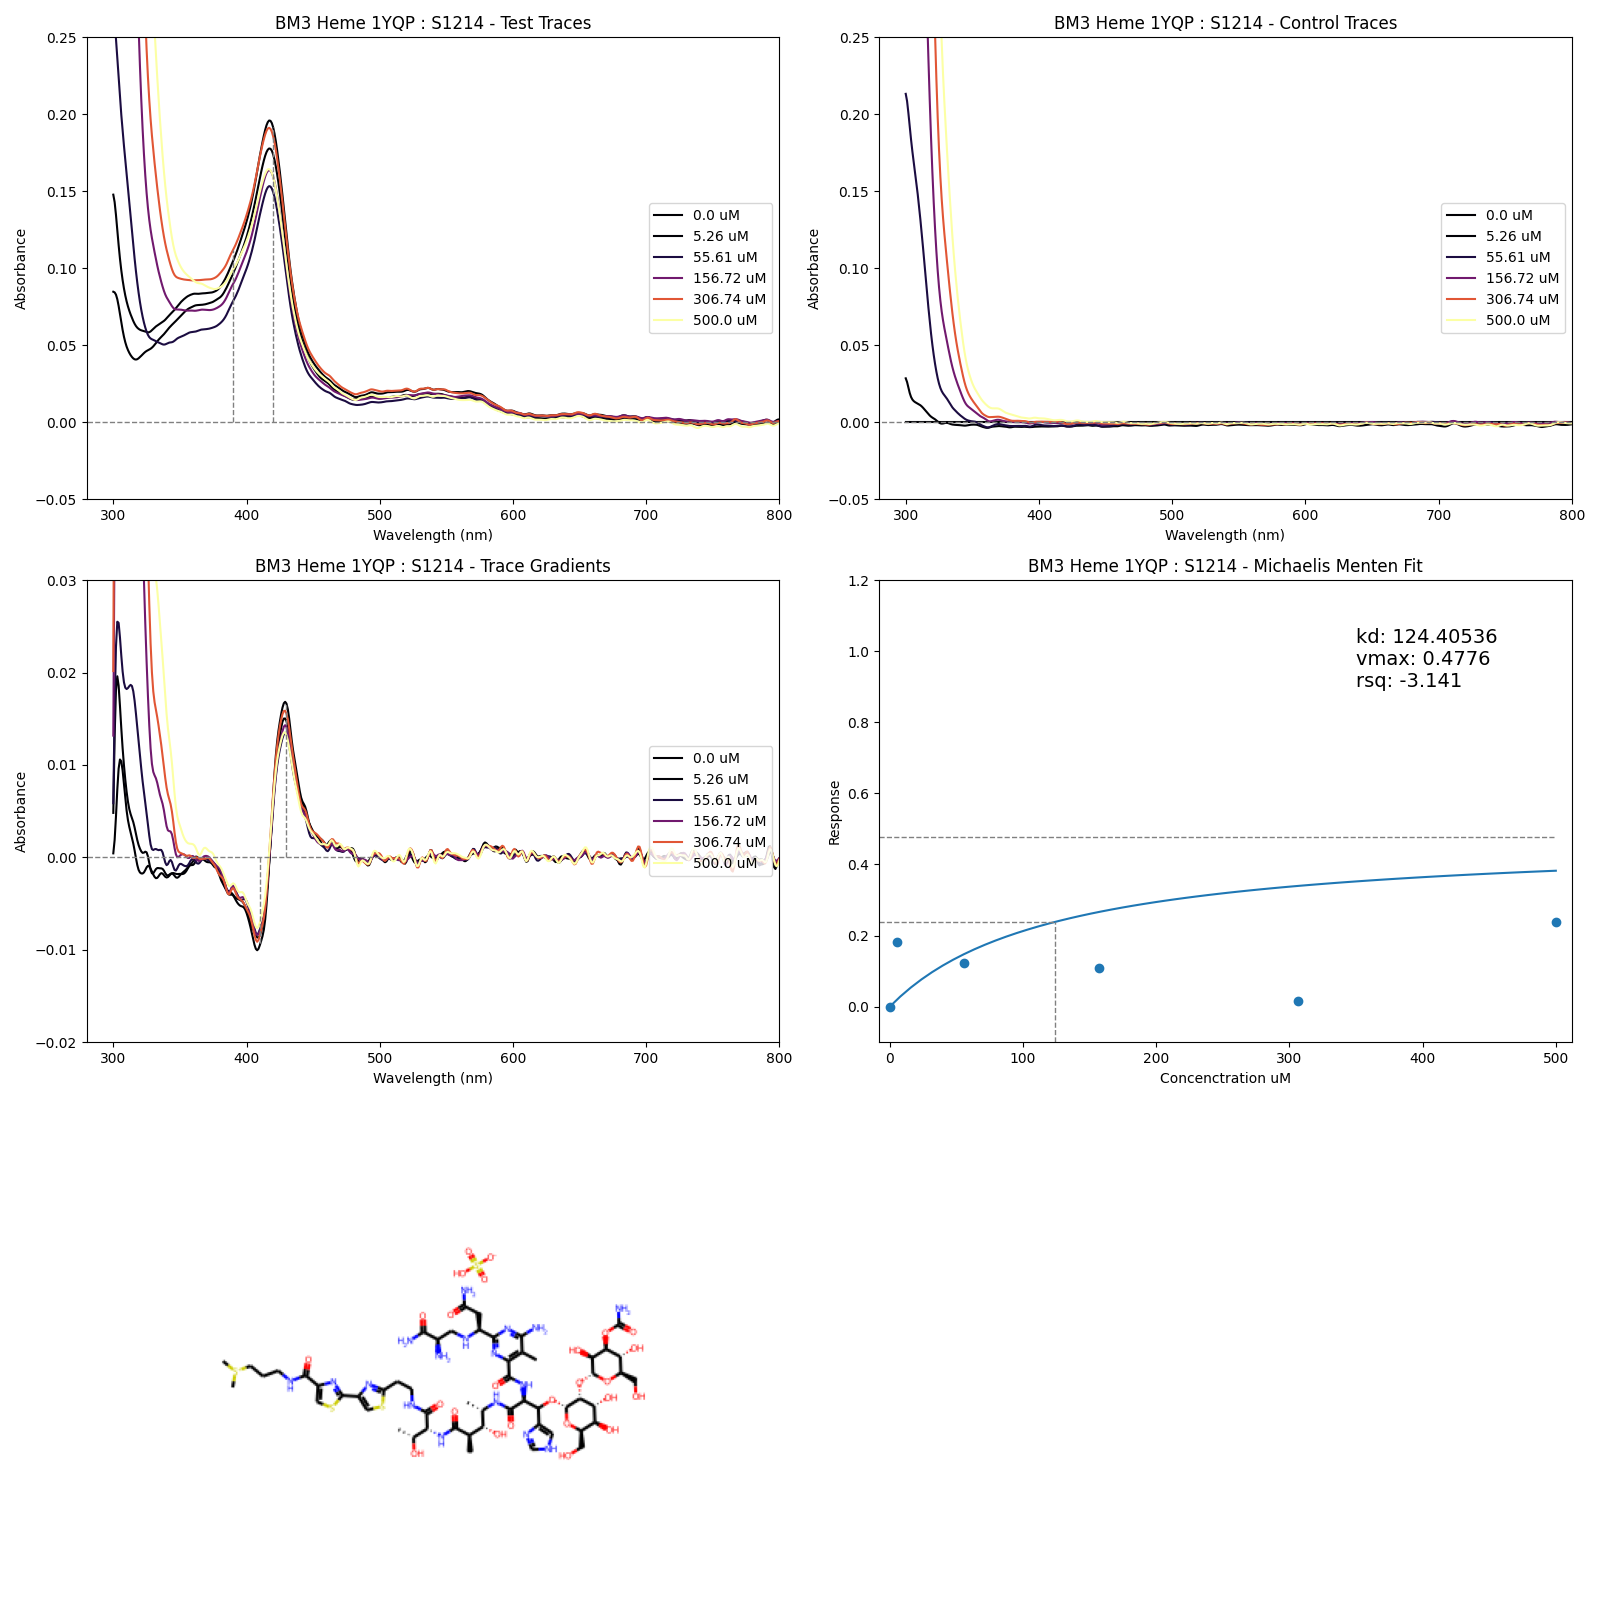 BM3 Heme 1YQP : S1214 - Test Traces
Absorbance
0.25
0.20
0.15
0.10
0.05
0.00
−0.05
300 400 500 600 700 800
Wavelength (nm)
0.0 uM
5.26 uM
55.61 uM
156.72 uM
306.74 uM
500.0 uM
BM3 Heme 1YQP : S1214 - Control Traces
Absorbance
0.25
0.20
0.15
0.10
0.05
0.00
−0.05
300 400 500 600 700 800
Wavelength (nm)
0.0 uM
5.26 uM
55.61 uM
156.72 uM
306.74 uM
500.0 uM
BM3 Heme 1YQP : S1214 - Trace Gradients
Absorbance
0.03
0.02
0.01
0.00
−0.01
−0.02
300 400 500 600 700 800
Wavelength (nm)
0.0 uM
5.26 uM
55.61 uM
156.72 uM
306.74 uM
500.0 uM
BM3 Heme 1YQP : S1214 - Michaelis Menten Fit
Response
1.2
1.0
0.8
0.6
0.4
0.2
0.0
0 100 200 300 400 500
Concenctration uM
kd: 124.40536
vmax: 0.4776
rsq: -3.141